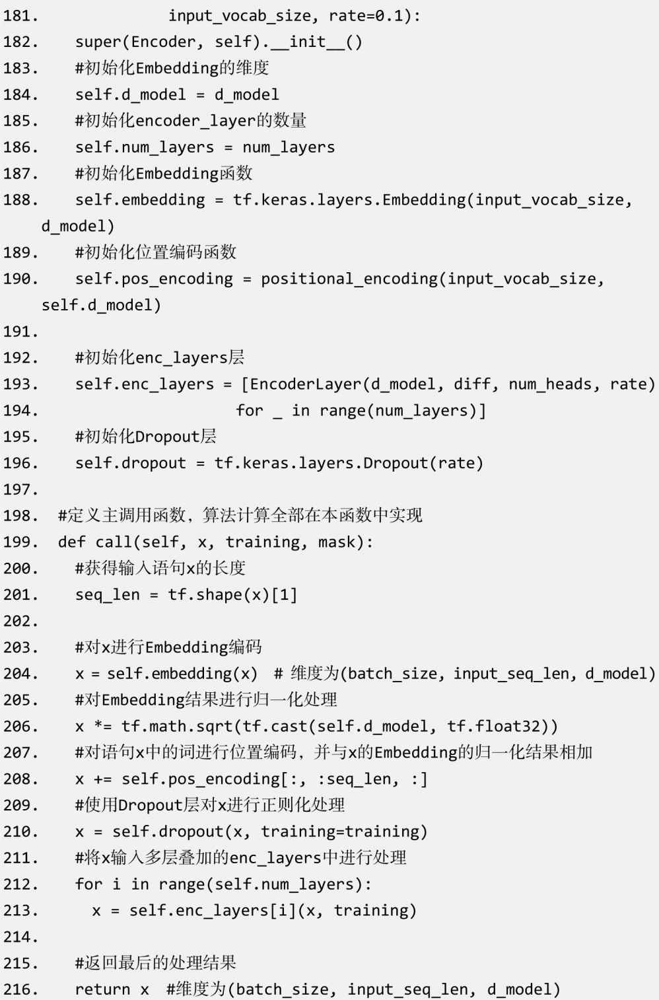 181.              input_vocab_size, rate=0.1):
182.    super(Encoder, self).__init__()
183.    #初始化Embedding的维度
184.    self.d_model = d_model
185.    #初始化encoder_layer的数量
186.    self.num_layers = num_layers
187.    #初始化Embedding函数
188.    self.embedding = tf.keras.layers.Embedding(input_vocab_size,
d_model)
189.    #初始化位置编码函数
190.    self.pos_encoding = positional_encoding(input_vocab_size,
self.d_model)
191.
192.    #初始化enc_layers层
193.    self.enc_layers = [EncoderLayer(d_model, diff, num_heads, rate)
194.                     for _ in range(num_layers)]
195.    #初始化Dropout层
196.    self.dropout = tf.keras.layers.Dropout(rate)
197.
198.  #定义主调用函数，算法计算全部在本函数中实现
199.  def call(self, x, training, mask):
200.    #获得输入语句x的长度
201.    seq_len = tf.shape(x)[1]
202.
203.    #对x进行Embedding编码
204.    x = self.embedding(x)  # 维度为(batch_size, input_seq_len, d_model)
205.    #对Embedding结果进行归一化处理
206.    x *= tf.math.sqrt(tf.cast(self.d_model, tf.float32))
207.    #对语句x中的词进行位置编码，并与x的Embedding的归一化结果相加
208.    x += self.pos_encoding[:, :seq_len, :]
209.    #使用Dropout层对x进行正则化处理
210.    x = self.dropout(x, training=training)
211.    #将x输入多层叠加的enc_layers中进行处理
212.    for i in range(self.num_layers):
213.      x = self.enc_layers[i](x, training)
214.
215.    #返回最后的处理结果
216.    return x  #维度为(batch_size, input_seq_len, d_model)